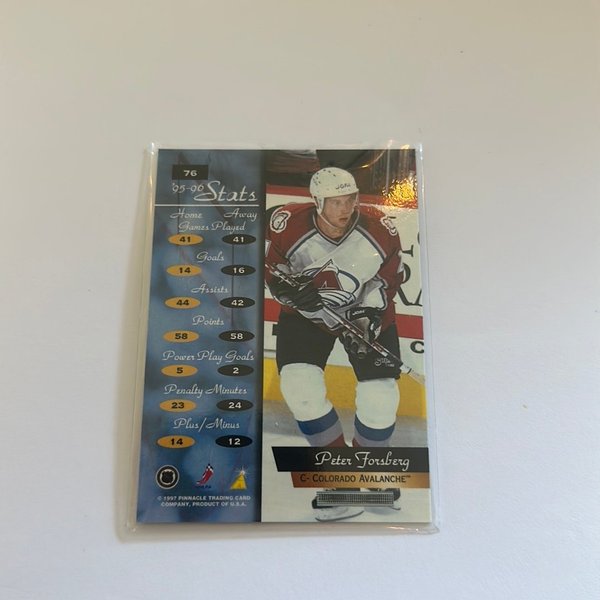 76
'95-96 Stats
Home Away
Games Played
41 41
Goals
14 16
Assists
44 42
Points
58 58
Power Play Goals
5 2
Penalty Minutes
23 24
Plus/Minus
14 12
© 1997 PINNACLE TRADING CARD
COMPANY, PRODUCT OF U.S.A.
Peter Forsberg
C- COLORADO AVALANCHE™